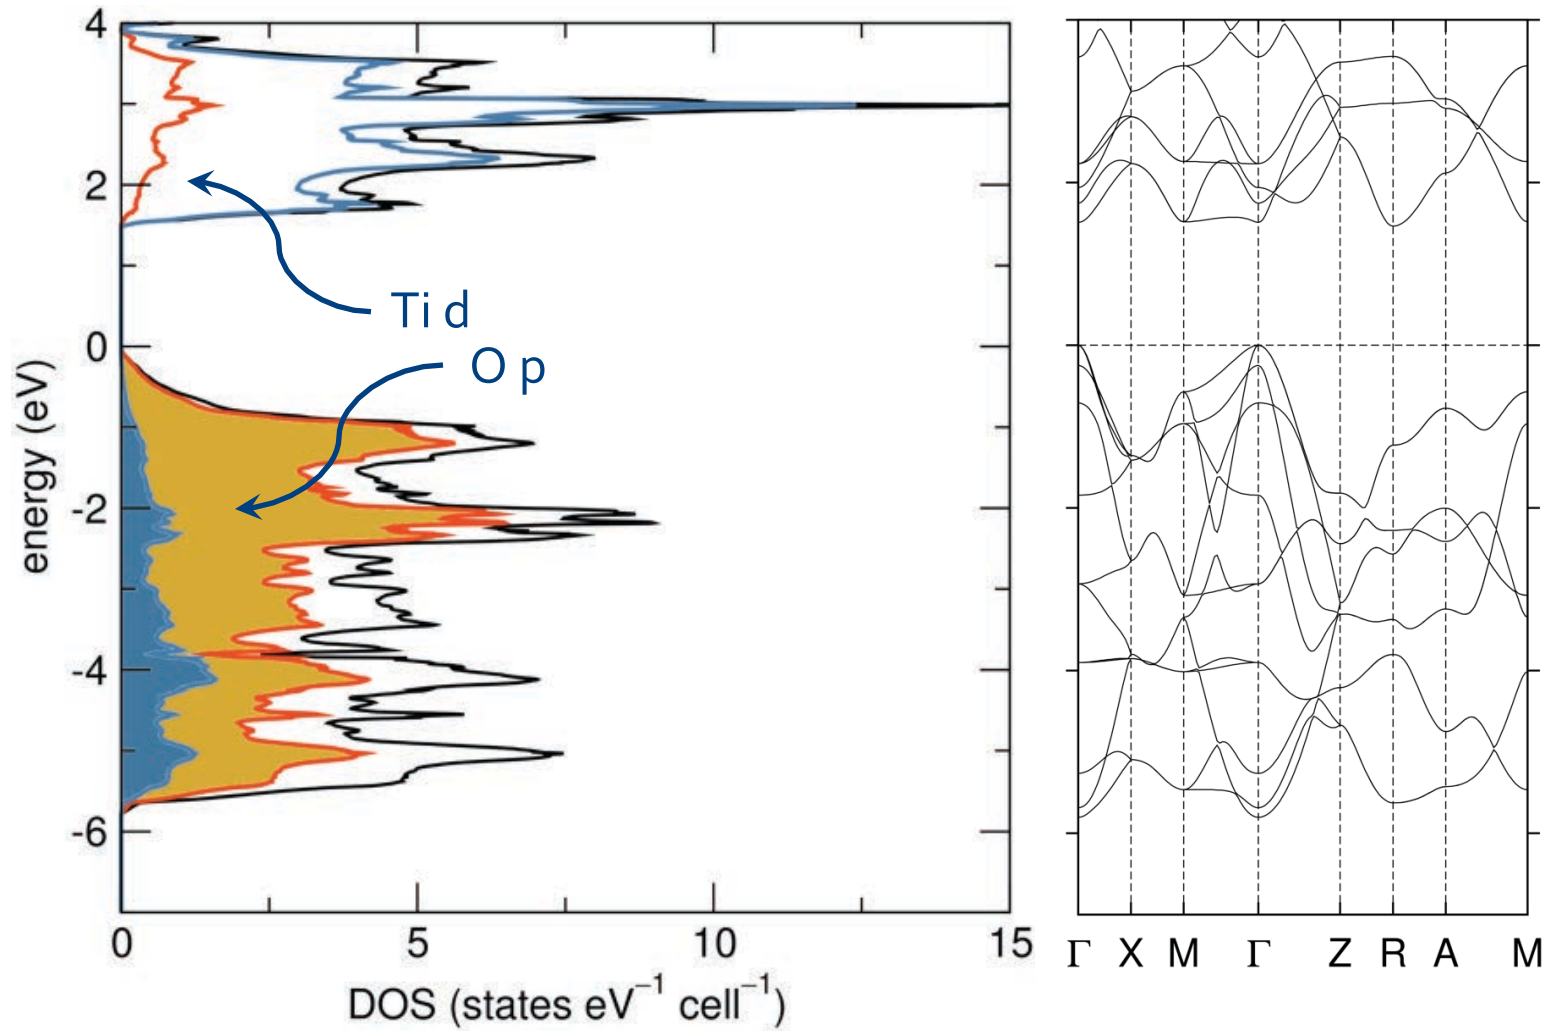 4
2
0
-2
-4
-6
energy (eV)
Ti d
O p
0 5 10 15
DOS (states eV⁻¹ cell⁻¹)
Γ X M Γ Z R A M